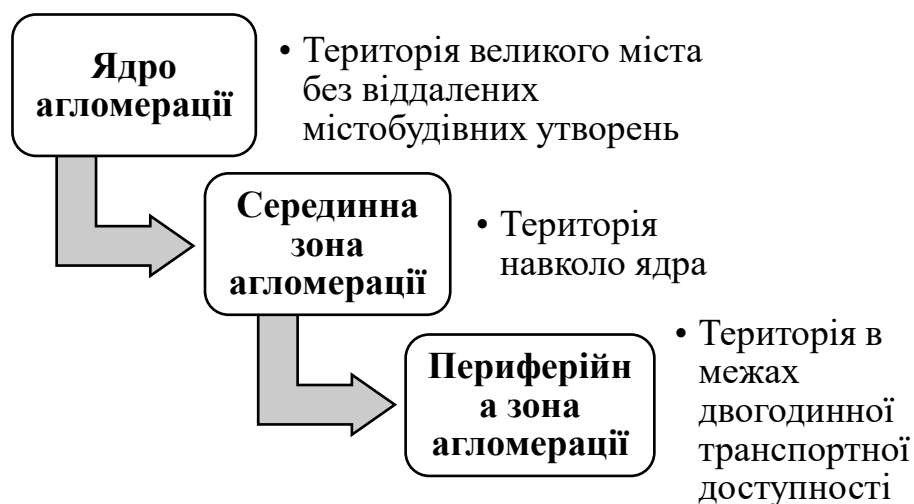 Ядро
агломерації
• Територія великого міста
без віддалених
містобудівних утворень
Серединна
зона
агломерації
• Територія
навколо ядра
Периферійн
а зона
агломерації
• Територія в
межах
двогодинної
транспортної
доступності